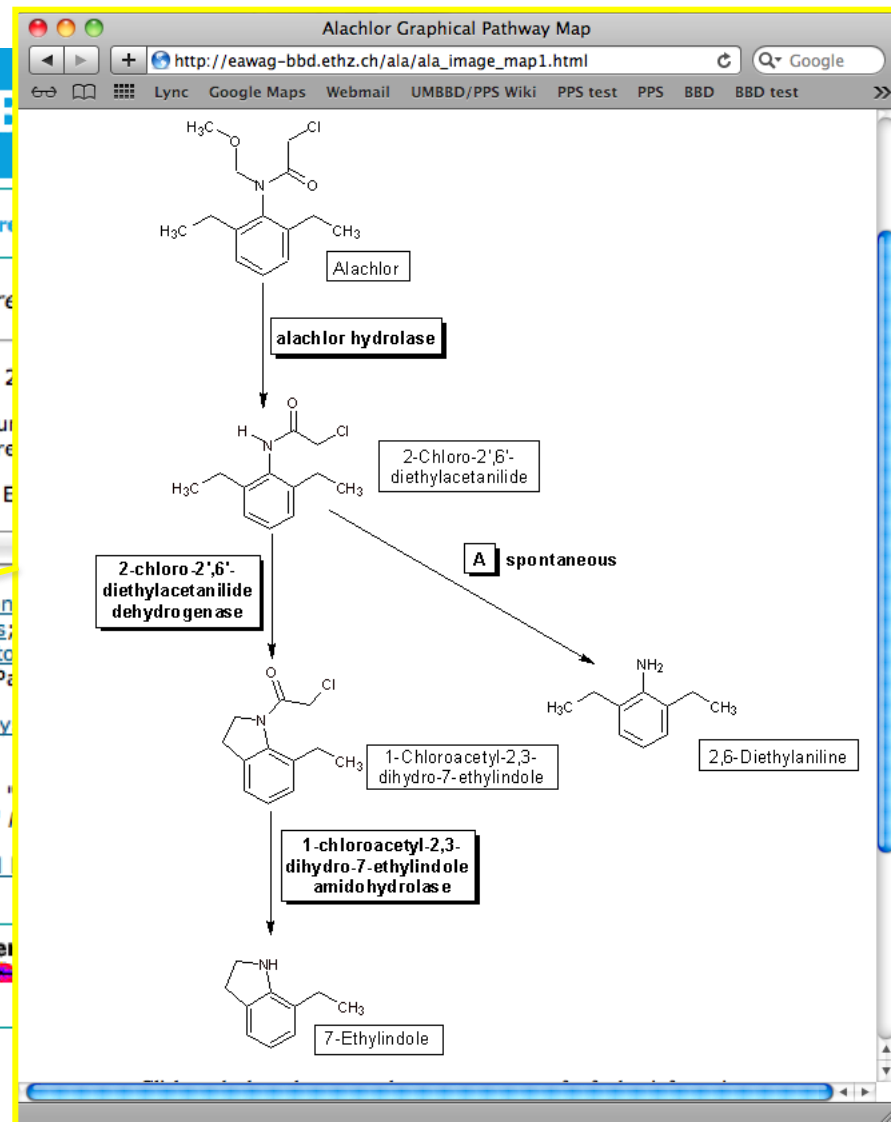 Alachlor Graphical Pathway Map
http://eawag-bbd.ethz.ch/ala/ala_image_map1.html
Google
Lync Google Maps Webmail UMBBD/PPS Wiki PPS test PPS BBD BBD test »
H₃C
O
Cl
N
O
H₃C
CH₃
Alachlor
alachlor hydrolase
O
H
N
Cl
H₃C
CH₃
2-Chloro-2',6'-
diethylacetanilide
A spontaneous
2-chloro-2',6'-
diethylacetanilide
dehydrogenase
O
Cl
N
CH₃
1-Chloroacetyl-2,3-
dihydro-7-ethylindole
NH₂
H₃C
CH₃
2,6-Diethylaniline
1-chloroacetyl-2,3-
dihydro-7-ethylindole
amidohydrolase
NH
CH₃
7-Ethylindole